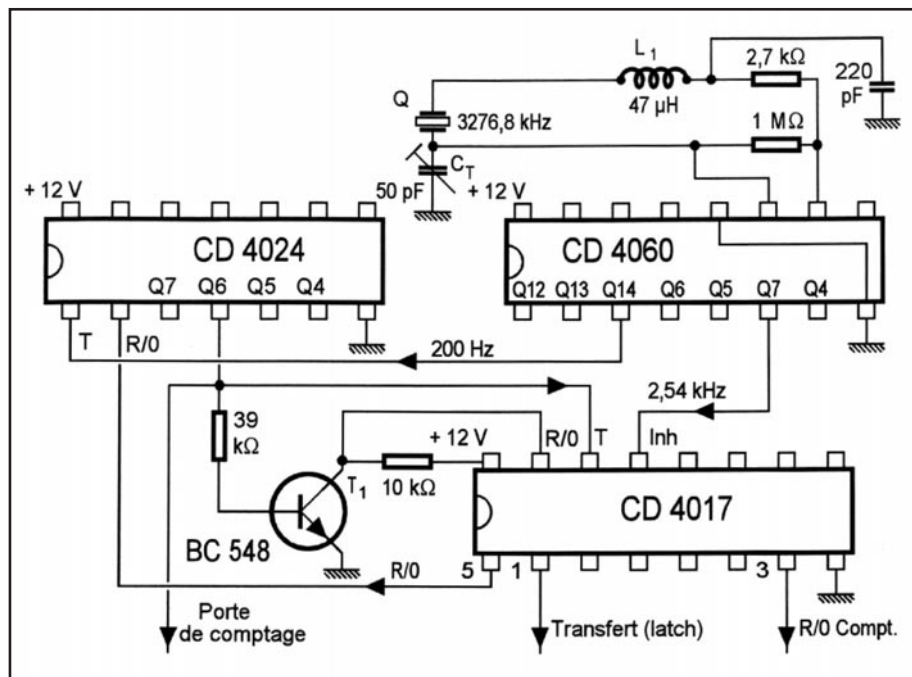 L1
2,7 kΩ
220 pF
47 µH
Q
3276,8 kHz
1 MΩ
CT
50 pF
+ 12 V
+ 12 V
CD 4024
CD 4060
Q7 Q6 Q5 Q4
Q12 Q13 Q14 Q6 Q5 Q7 Q4
T R/0
200 Hz
2,54 kHz
39 kΩ
+ 12 V
R/0 T Inh
T1
10 kΩ
CD 4017
BC 548
R/0
5 1 3
Porte de comptage
Transfert (latch)
R/0 Compt.